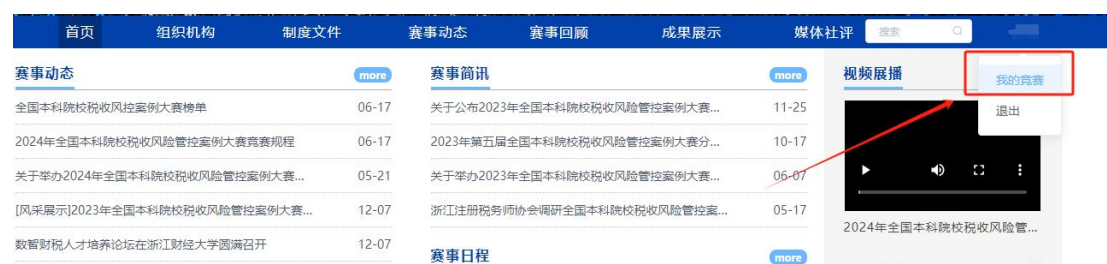 首页 组织机构 制度文件 赛事动态 赛事回顾 成果展示 媒体社评 搜索
赛事动态 more
全国本科院校税收风控案例大赛榜单 06-17
2024年全国本科院校税收风险管控案例大赛竞赛规程 06-17
关于举办2024年全国本科院校税收风险管控案例大赛... 05-21
[风采展示]2023年全国本科院校税收风险管控案例大赛... 12-07
数智财税人才培养论坛在浙江财经大学圆满召开 12-07
赛事简讯 more
关于公布2023年全国本科院校税收风险管控案例大赛... 11-25
2023年第五届全国本科院校税收风险管控案例大赛分... 10-17
关于举办2023年全国本科院校税收风险管控案例大赛... 06-07
浙江注册税务师协会调研全国本科院校税收风险管控案... 05-17
赛事日程 more
视频展播
我的竞赛
退出
2024年全国本科院校税收风险管...